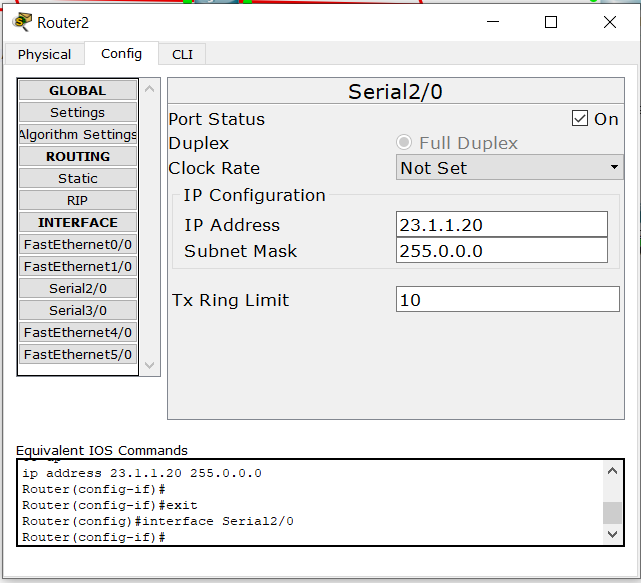 Router2
Physical
Config
CLI
GLOBAL
Settings
Algorithm Settings
ROUTING
Static
RIP
INTERFACE
FastEthernet0/0
FastEthernet1/0
Serial2/0
Serial3/0
FastEthernet4/0
FastEthernet5/0
Serial2/0
Port Status
On
Duplex
Full Duplex
Clock Rate
Not Set
IP Configuration
IP Address
23.1.1.20
Subnet Mask
255.0.0.0
Tx Ring Limit
10
Equivalent IOS Commands
ip address 23.1.1.20 255.0.0.0
Router(config-if)#
Router(config-if)#exit
Router(config)#interface Serial2/0
Router(config-if)#